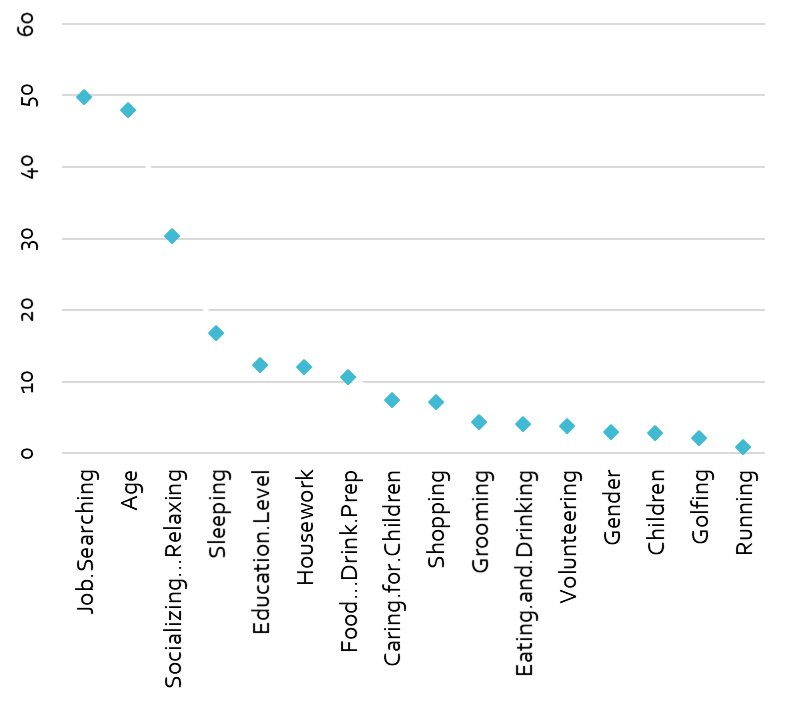 60
50
40
30
20
10
0
Job.Searching
Age
Socializing...Relaxing
Sleeping
Education.Level
Housework
Food...Drink.Prep
Caring.for.Children
Shopping
Grooming
Eating.and.Drinking
Volunteering
Gender
Children
Golfing
Running